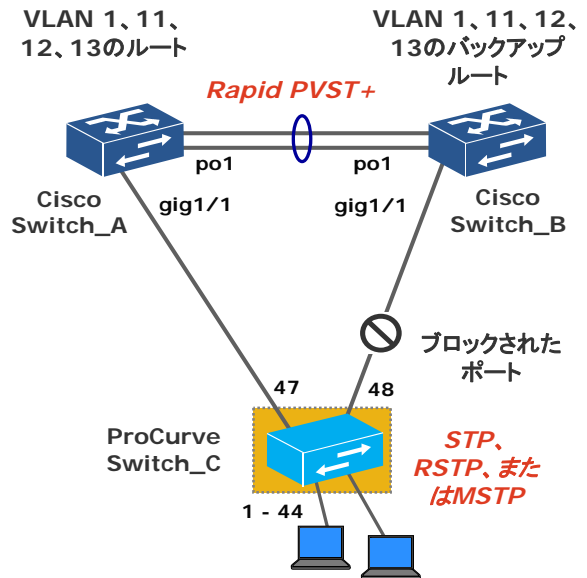 VLAN 1、11、
12、13のルート
VLAN 1、11、12、
13のバックアップ
ルート
Rapid PVST+
po1
po1
Cisco
Switch_A
gig1/1
gig1/1
Cisco
Switch_B
ブロックされた
ポート
47
48
ProCurve
Switch_C
STP、
RSTP、また
はMSTP
1 - 44